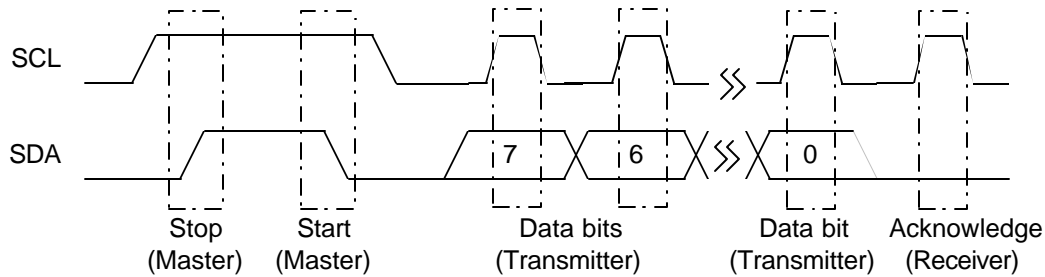 SCL
SDA
7
6
0
Stop
(Master)
Start
(Master)
Data bits
(Transmitter)
Data bit
(Transmitter)
Acknowledge
(Receiver)